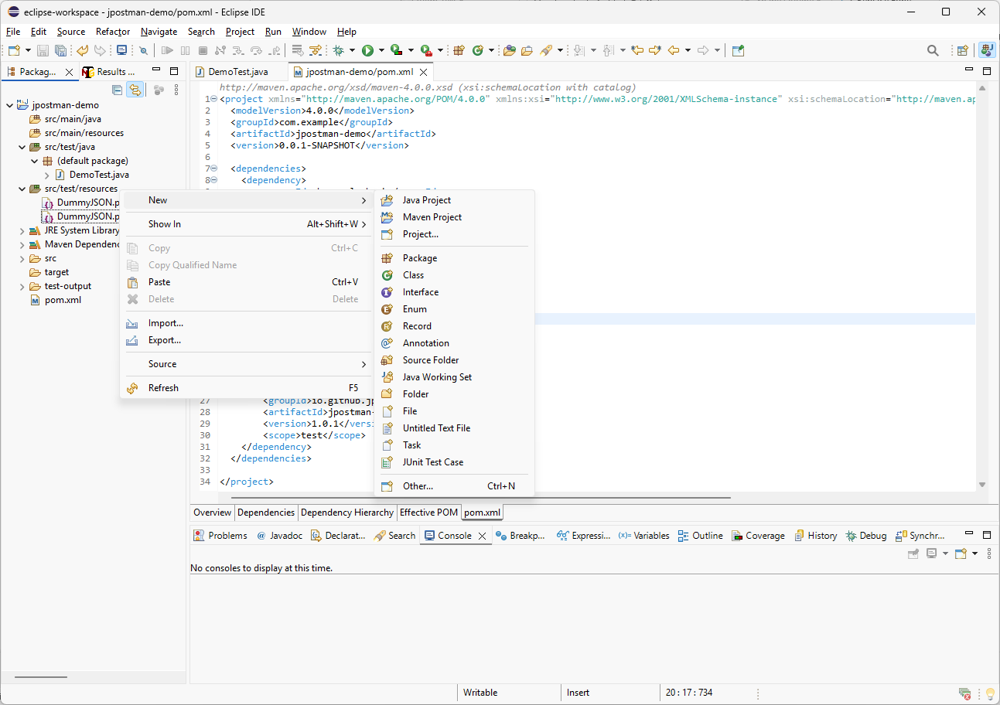 eclipse-workspace - jpostman-demo/pom.xml - Eclipse IDE
File Edit Source Refactor Navigate Search Project Run Window Help
Packag... Results ...
DemoTest.java jpostman-demo/pom.xml
jpostman-demo
src/main/java
src/main/resources
src/test/java
(default package)
DemoTest.java
src/test/resources
DummyJSON.p
DummyJSON.p
JRE System Library
Maven Dependenc
src
target
test-output
pom.xml
http://maven.apache.org/xsd/maven-4.0.0.xsd (xsi:schemaLocation with catalog)
1 <project xmlns="http://maven.apache.org/POM/4.0.0" xmlns:xsi="http://www.w3.org/2001/XMLSchema-instance" xsi:schemaLocation="http://maven.ap
2 <modelVersion>4.0.0</modelVersion>
3 <groupId>com.example</groupId>
4 <artifactId>jpostman-demo</artifactId>
5 <version>0.0.1-SNAPSHOT</version>
6
7 <dependencies>
8 <dependency>
New
Show In Alt+Shift+W
Copy Ctrl+C
Copy Qualified Name
Paste Ctrl+V
Delete Delete
Import...
Export...
Source
Refresh F5
Java Project
Maven Project
Project...
Package
Class
Interface
Enum
Record
Annotation
Source Folder
Java Working Set
Folder
File
Untitled Text File
Task
JUnit Test Case
Other... Ctrl+N
27 <groupId>io.github.jp
28 <artifactId>jpostman-
29 <version>1.0.1</versi
30 <scope>test</scope>
31 </dependency>
32 </dependencies>
33
34 </project>
Overview Dependencies Dependency Hierarchy Effective POM pom.xml
Problems Javadoc Declarat... Search Console Breakp... Expressi... Variables Outline Coverage History Debug Synchr...
No consoles to display at this time.
Writable Insert 20 : 17 : 734